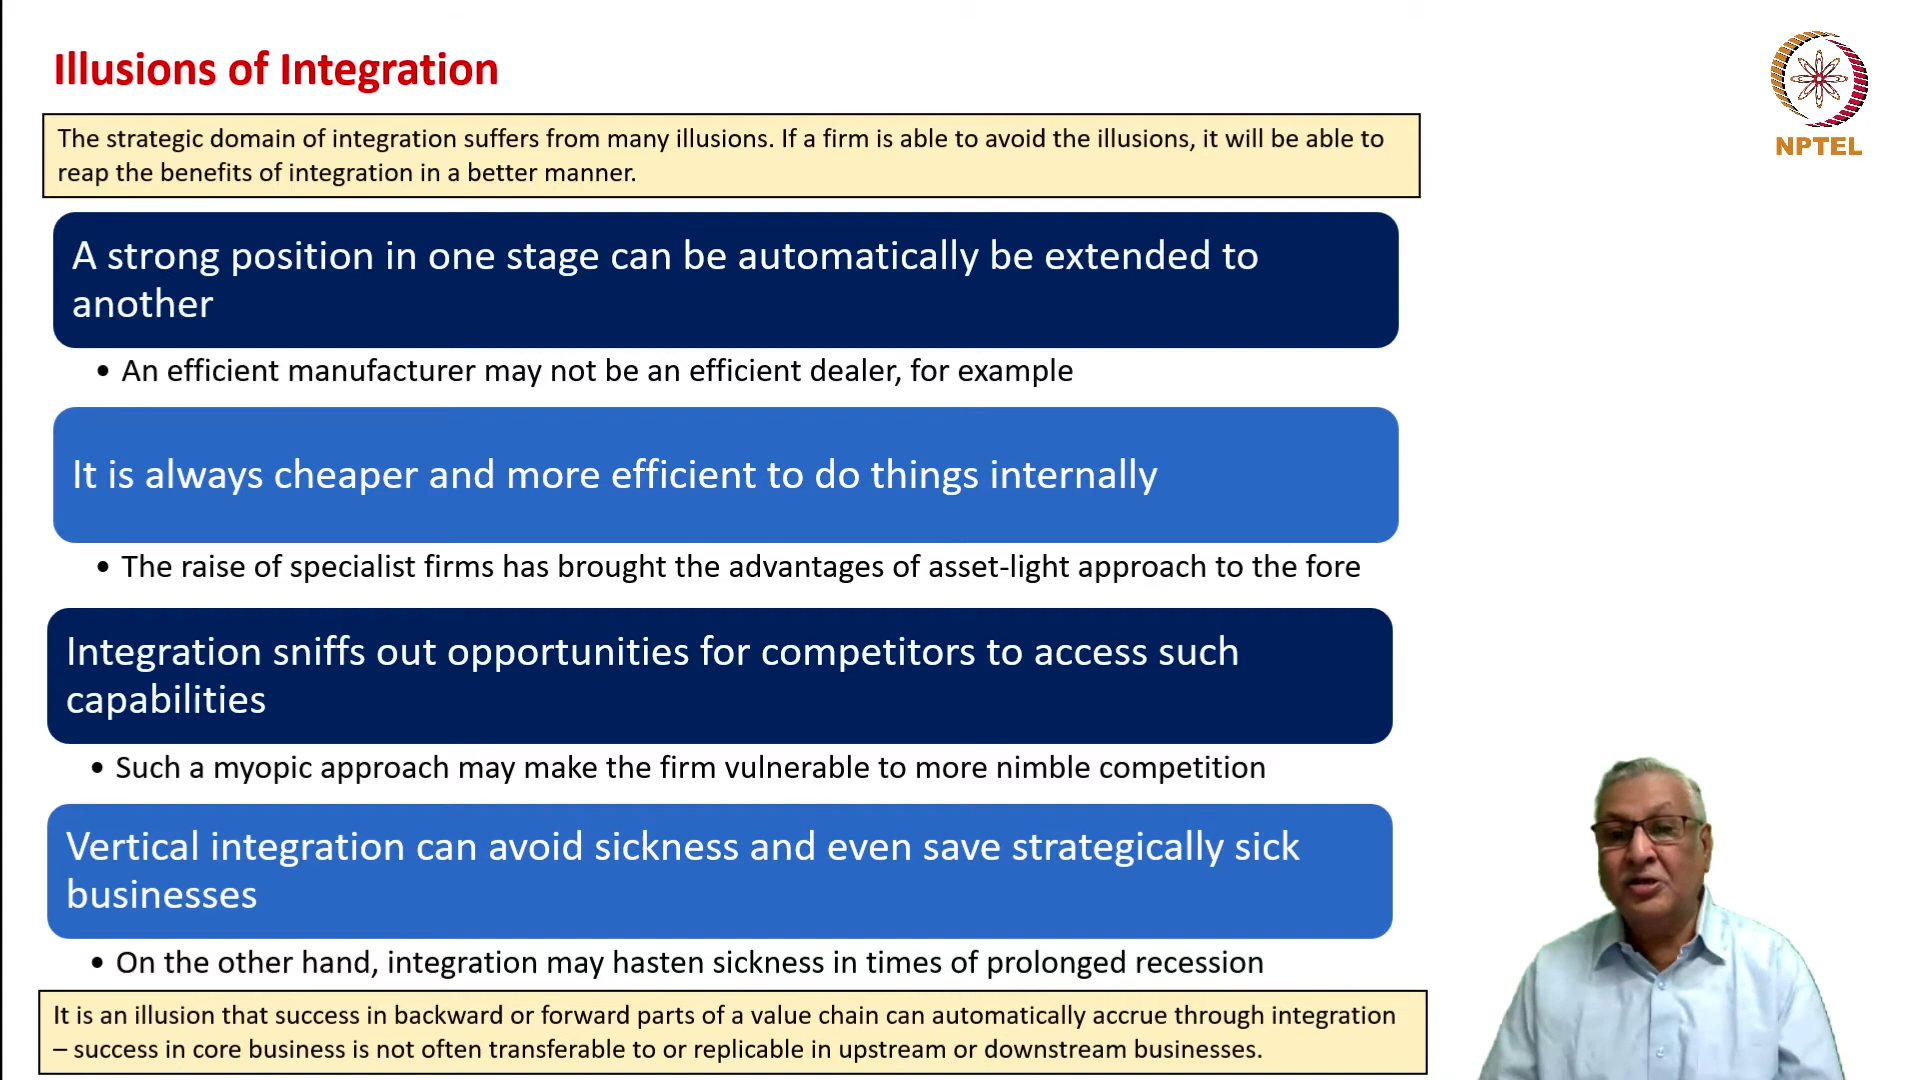 Illusions of Integration
NPTEL
The strategic domain of integration suffers from many illusions. If a firm is able to avoid the illusions, it will be able to
reap the benefits of integration in a better manner.
A strong position in one stage can be automatically be extended to
another
• An efficient manufacturer may not be an efficient dealer, for example
It is always cheaper and more efficient to do things internally
• The raise of specialist firms has brought the advantages of asset-light approach to the fore
Integration sniffs out opportunities for competitors to access such
capabilities
• Such a myopic approach may make the firm vulnerable to more nimble competition
Vertical integration can avoid sickness and even save strategically sick
businesses
• On the other hand, integration may hasten sickness in times of prolonged recession
It is an illusion that success in backward or forward parts of a value chain can automatically accrue through integration
– success in core business is not often transferable to or replicable in upstream or downstream businesses.